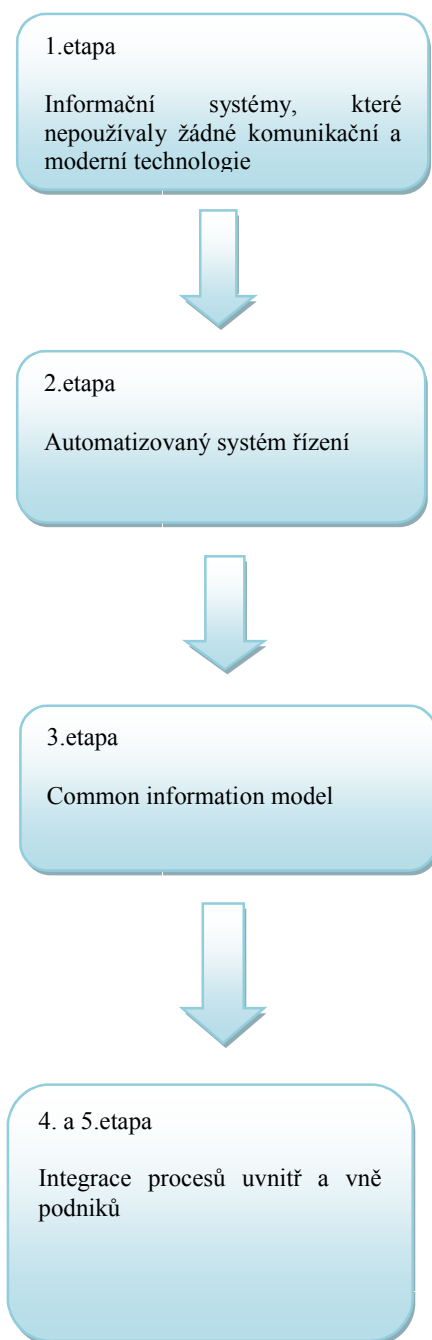 1.etapa
Informační systémy, které
nepoužívaly žádné komunikační a
moderní technologie
2.etapa
Automatizovaný systém řízení
3.etapa
Common information model
4. a 5.etapa
Integrace procesů uvnitř a vně
podniků